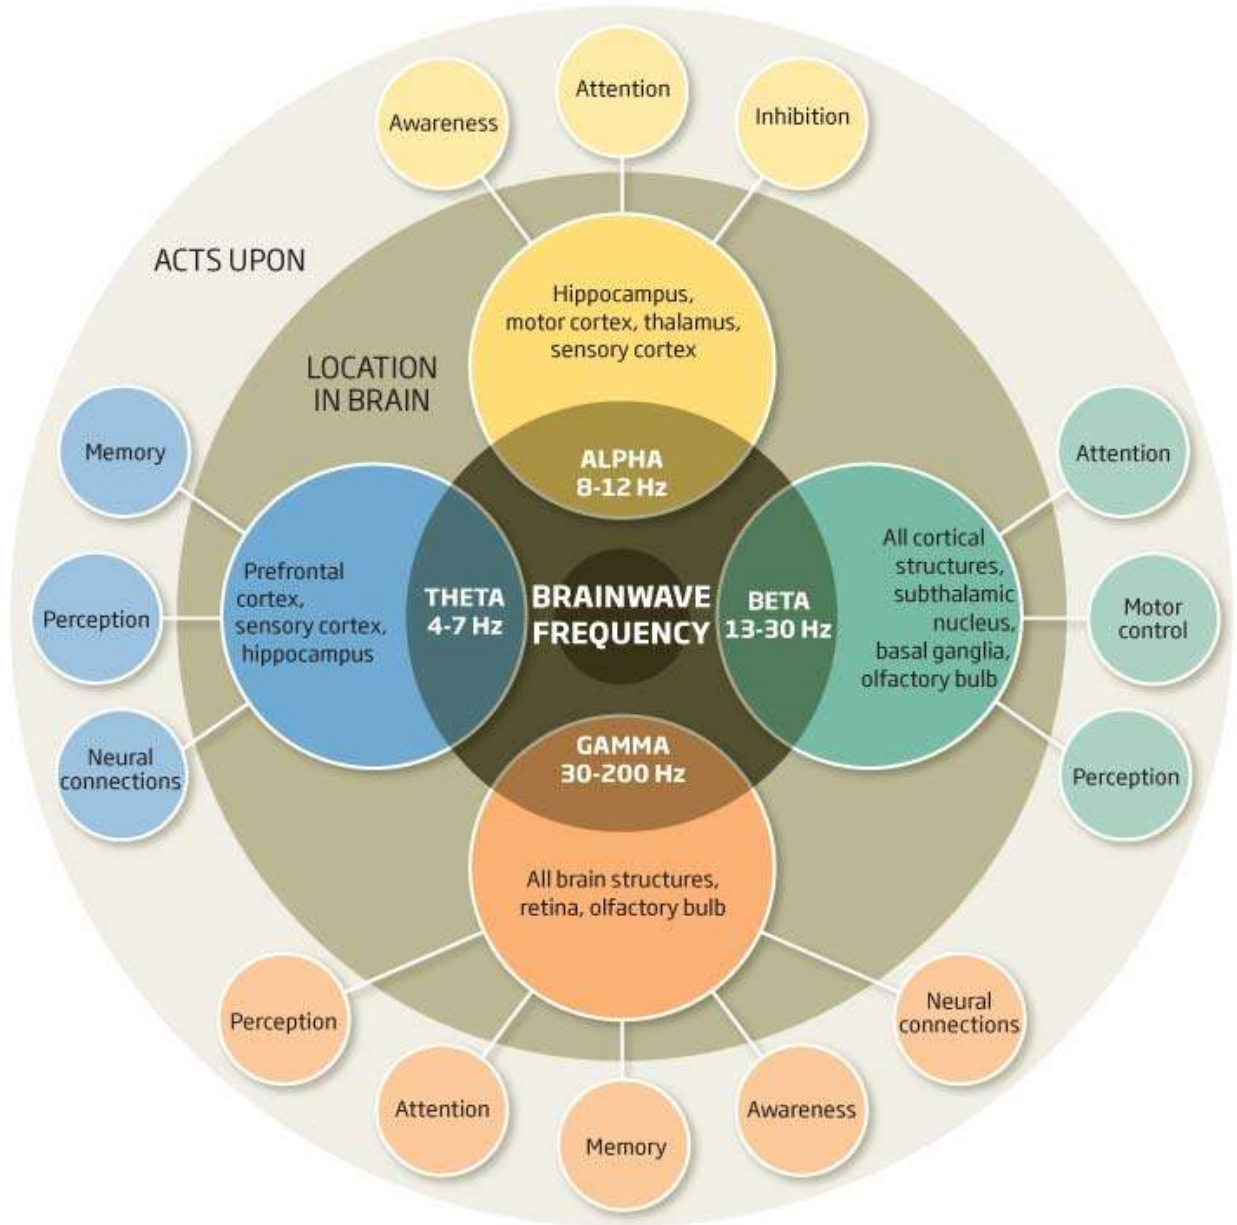 Attention
Awareness
Inhibition
ACTS UPON
Hippocampus,
motor cortex, thalamus,
sensory cortex
LOCATION
IN BRAIN
ALPHA
8-12 Hz
Memory
Perception
Neural
connections
Prefrontal
cortex,
sensory cortex,
hippocampus
THETA
4-7 Hz
BRAINWAVE
FREQUENCY
BETA
13-30 Hz
All cortical
structures,
subthalamic
nucleus,
basal ganglia,
olfactory bulb
Attention
Motor
control
Perception
GAMMA
30-200 Hz
All brain structures,
retina, olfactory bulb
Perception
Attention
Memory
Awareness
Neural
connections